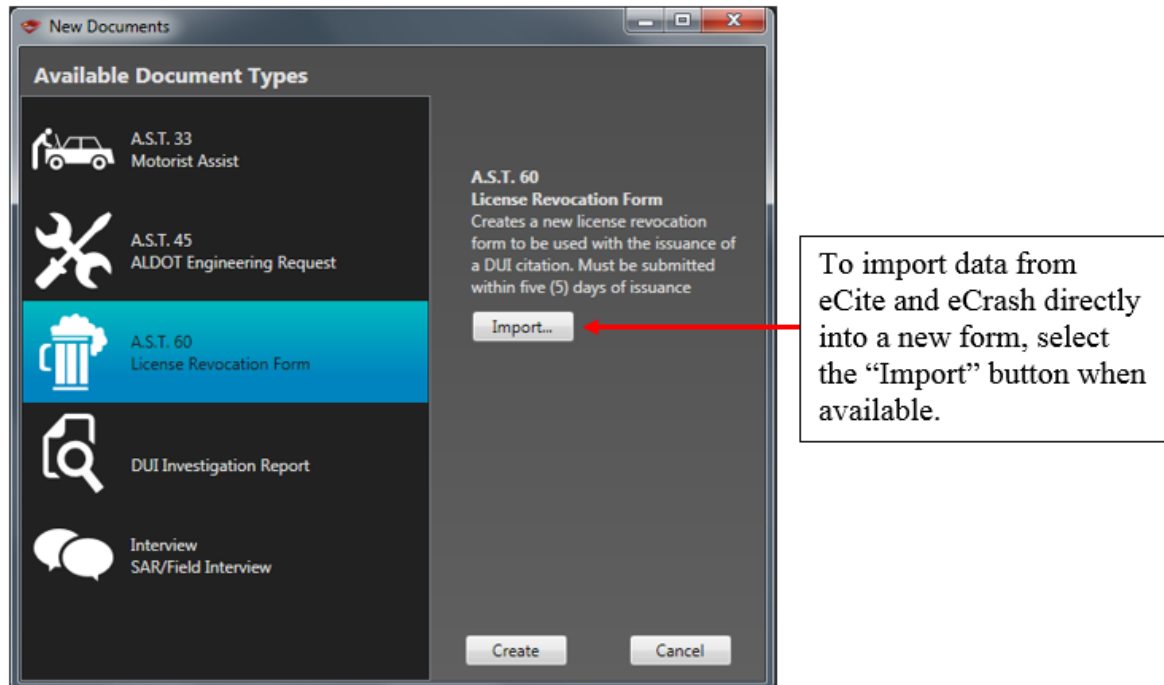 New Documents
Available Document Types
A.S.T. 33
Motorist Assist
A.S.T. 45
ALDOT Engineering Request
A.S.T. 60
License Revocation Form
DUI Investigation Report
Interview
SAR/Field Interview
A.S.T. 60
License Revocation Form
Creates a new license revocation
form to be used with the issuance of
a DUI citation. Must be submitted
within five (5) days of issuance
Import...
Create
Cancel
To import data from
eCite and eCrash directly
into a new form, select
the “Import” button when
available.